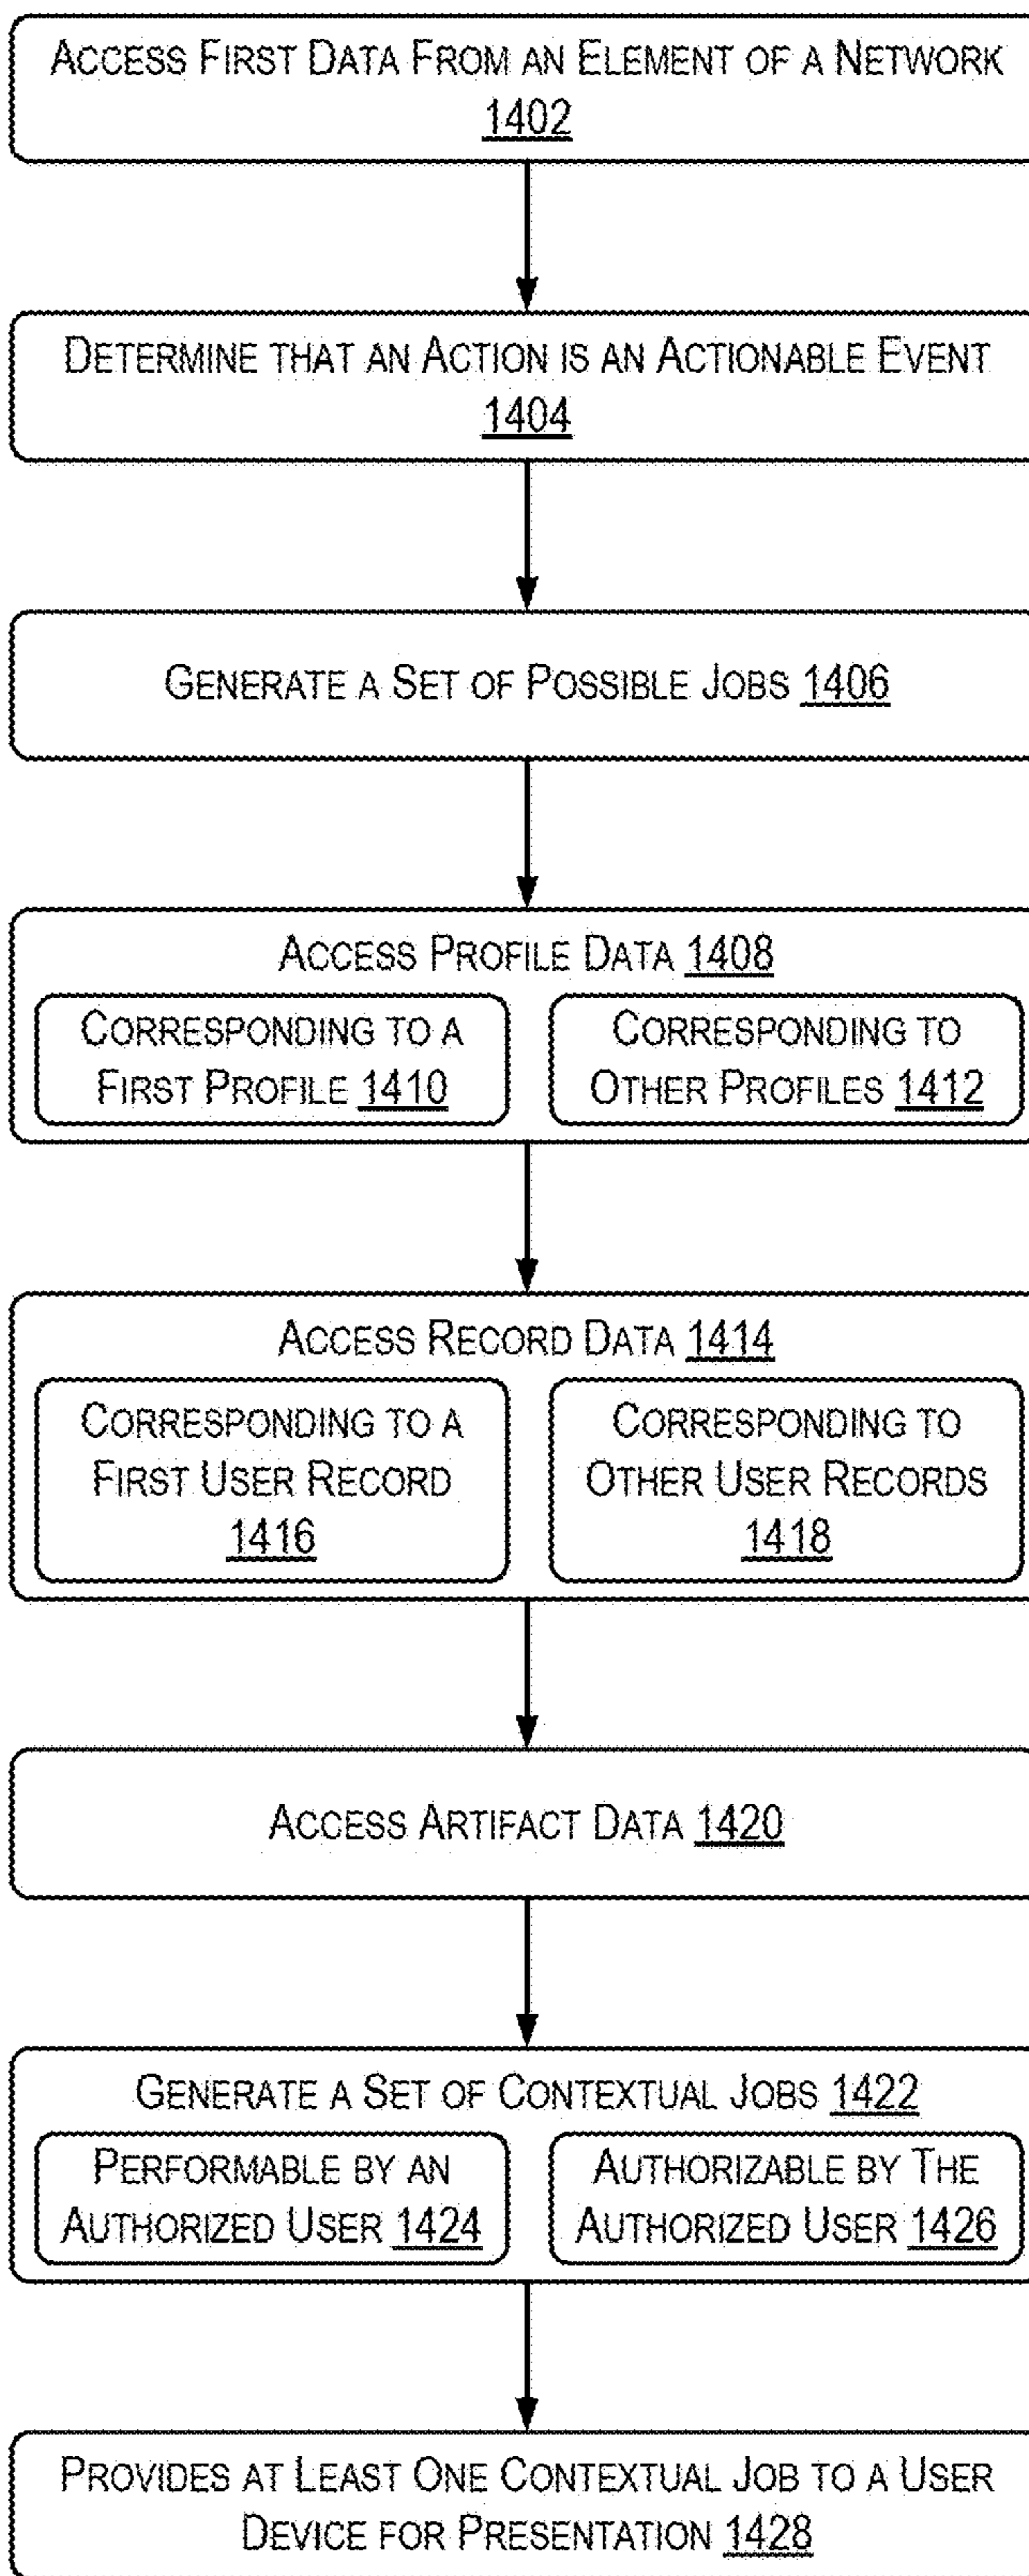 ACCESS FIRST DATA FROM AN ELEMENT OF A NETWORK
1402
DETERMINE THAT AN ACTION IS AN ACTIONABLE EVENT
1404
GENERATE A SET OF POSSIBLE JOBS 1406
ACCESS PROFILE DATA 1408
CORRESPONDING TO A
FIRST PROFILE 1410
CORRESPONDING TO
OTHER PROFILES 1412
ACCESS RECORD DATA 1414
CORRESPONDING TO A
FIRST USER RECORD
1416
CORRESPONDING TO
OTHER USER RECORDS
1418
ACCESS ARTIFACT DATA 1420
GENERATE A SET OF CONTEXTUAL JOBS 1422
PERFORMABLE BY AN
AUTHORIZED USER 1424
AUTHORIZABLE BY THE
AUTHORIZED USER 1426
PROVIDES AT LEAST ONE CONTEXTUAL JOB TO A USER
DEVICE FOR PRESENTATION 1428